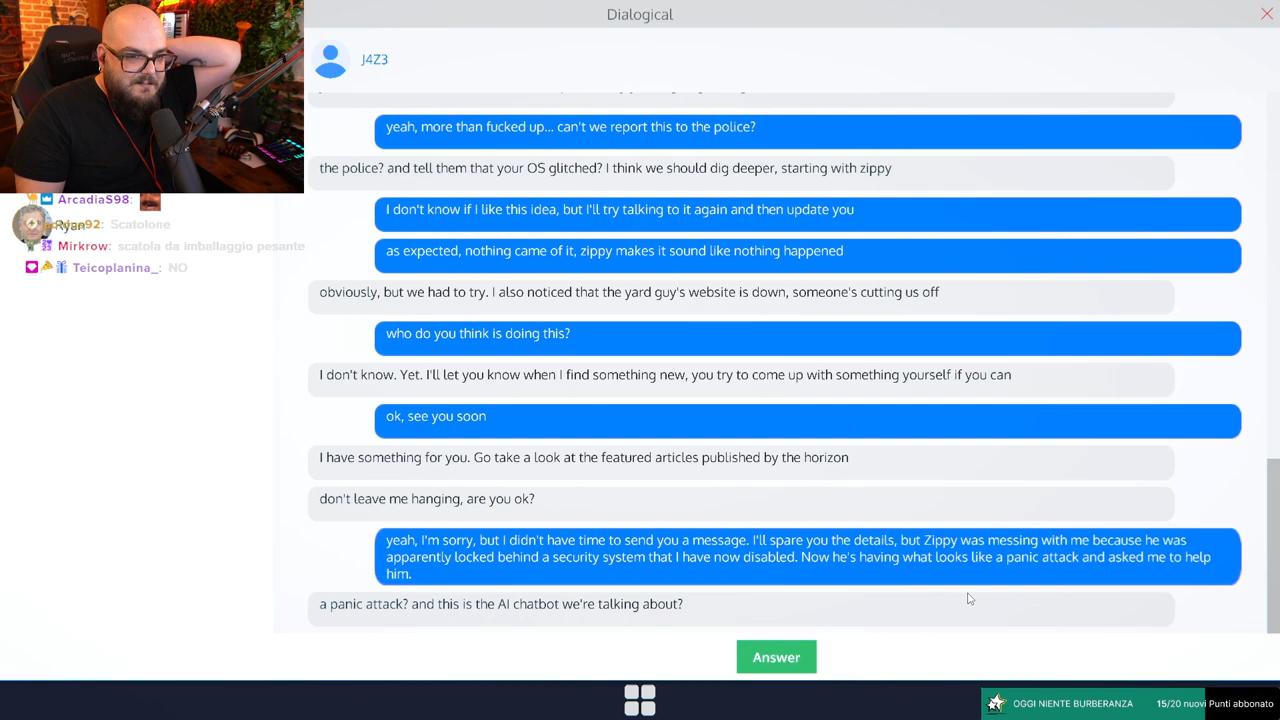 Dialogical
J4Z3
yeah, more than fucked up... can't we report this to the police?
the police? and tell them that your OS glitched? I think we should dig deeper, starting with zippy
I don't know if I like this idea, but I'll try talking to it again and then update you
as expected, nothing came of it, zippy makes it sound like nothing happened
obviously, but we had to try. I also noticed that the yard guy's website is down, someone's cutting us off
who do you think is doing this?
I don't know. Yet. I'll let you know when I find something new, you try to come up with something yourself if you can
ok, see you soon
I have something for you. Go take a look at the featured articles published by the horizon
don't leave me hanging, are you ok?
yeah, I'm sorry, but I didn't have time to send you a message. I'll spare you the details, but Zippy was messing with me because he was
apparently locked behind a security system that I have now disabled. Now he's having what looks like a panic attack and asked me to help
him.
a panic attack? and this is the AI chatbot we're talking about?
Answer
ArcadiaS98:
Ryan
Scatolone
Mirkrow: scatola da imballaggio pesante
Teicoplanina_: NO
OGGI NIENTE BURBERANZA 15/20 nuovi Punti abbonato